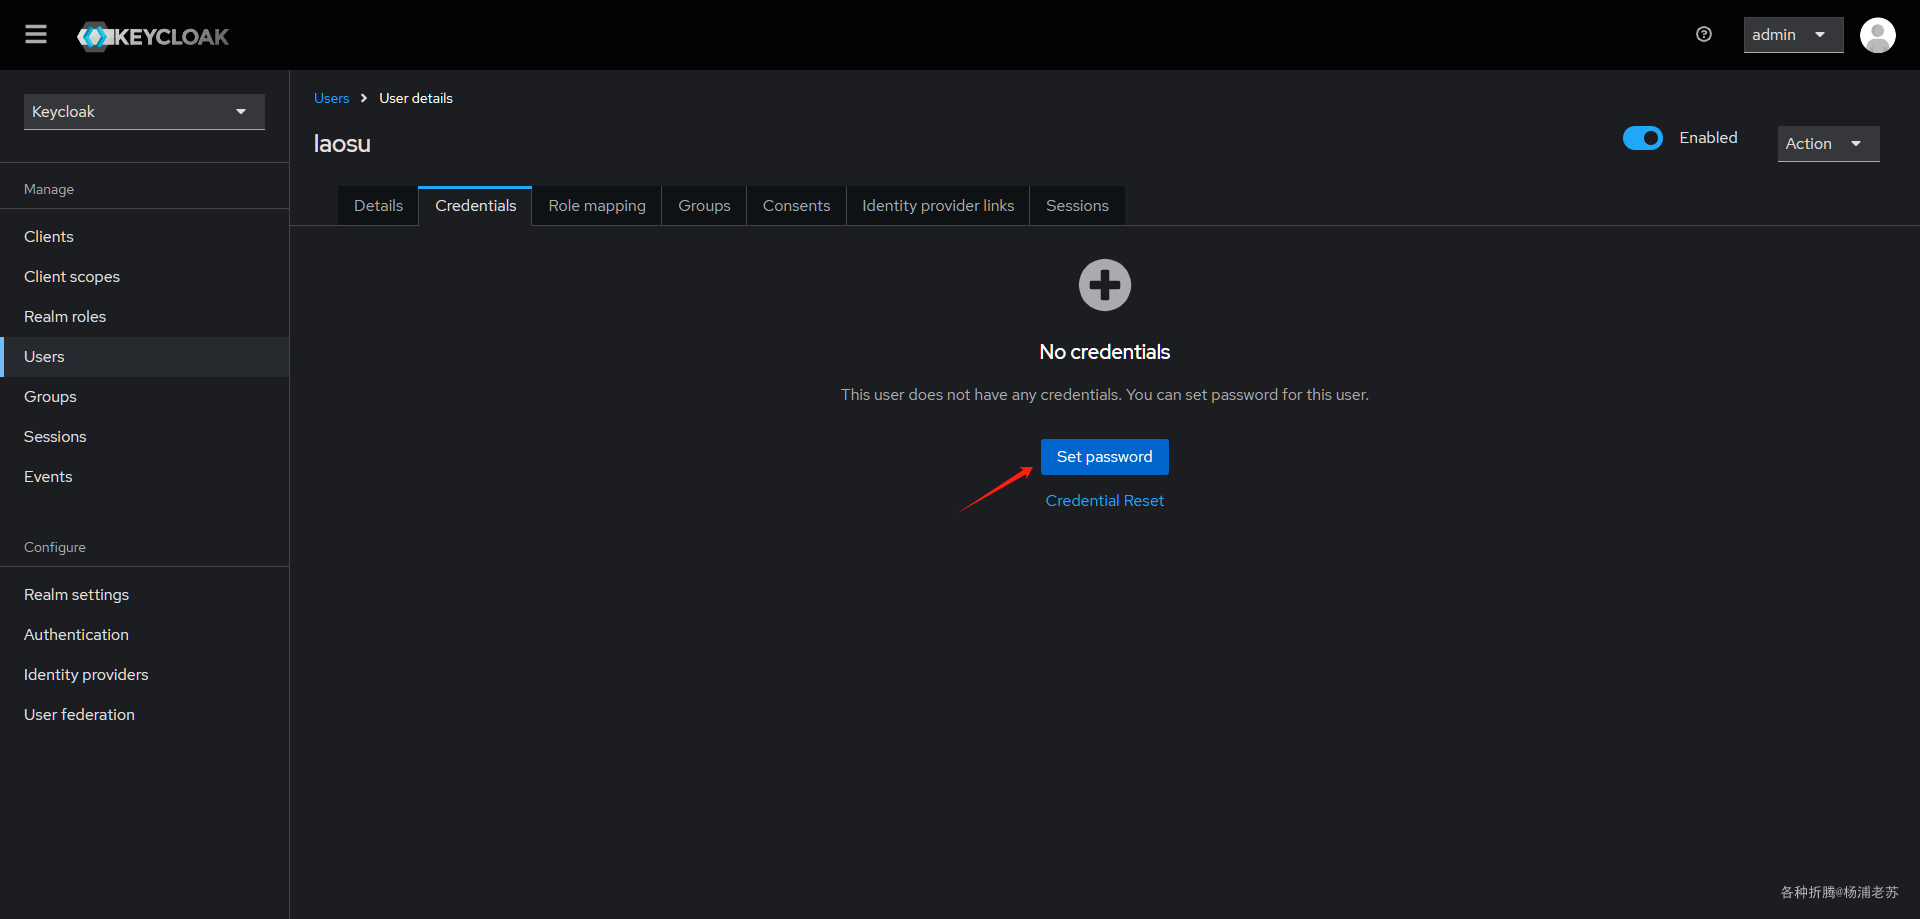 KEYCLOAK
admin
Keycloak
Manage
Clients
Client scopes
Realm roles
Users
Groups
Sessions
Events
Configure
Realm settings
Authentication
Identity providers
User federation
Users User details
laosu
Enabled
Action
Details Credentials Role mapping Groups Consents Identity provider links Sessions
No credentials
This user does not have any credentials. You can set password for this user.
Set password
Credential Reset
各种折腾@杨浦老苏